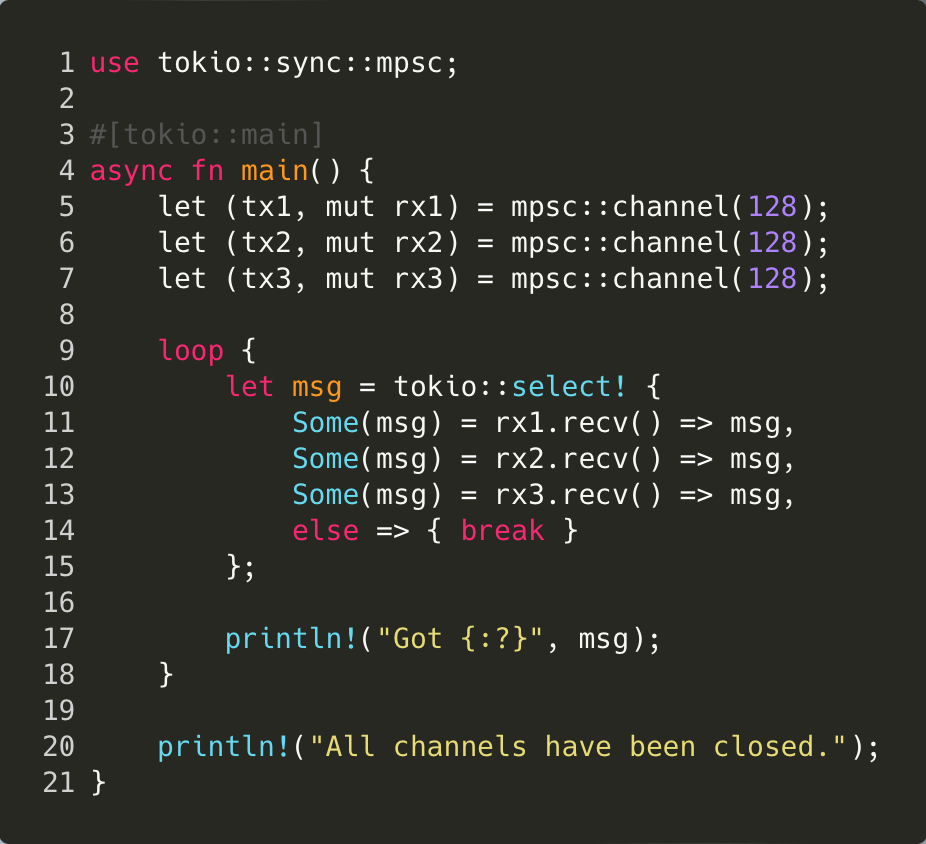 1 use tokio::sync::mpsc;
2
3 #[tokio::main]
4 async fn main() {
5     let (tx1, mut rx1) = mpsc::channel(128);
6     let (tx2, mut rx2) = mpsc::channel(128);
7     let (tx3, mut rx3) = mpsc::channel(128);
8
9     loop {
10         let msg = tokio::select! {
11             Some(msg) = rx1.recv() => msg,
12             Some(msg) = rx2.recv() => msg,
13             Some(msg) = rx3.recv() => msg,
14             else => { break }
15         };
16
17         println!("Got {:?}", msg);
18     }
19
20     println!("All channels have been closed.");
21 }